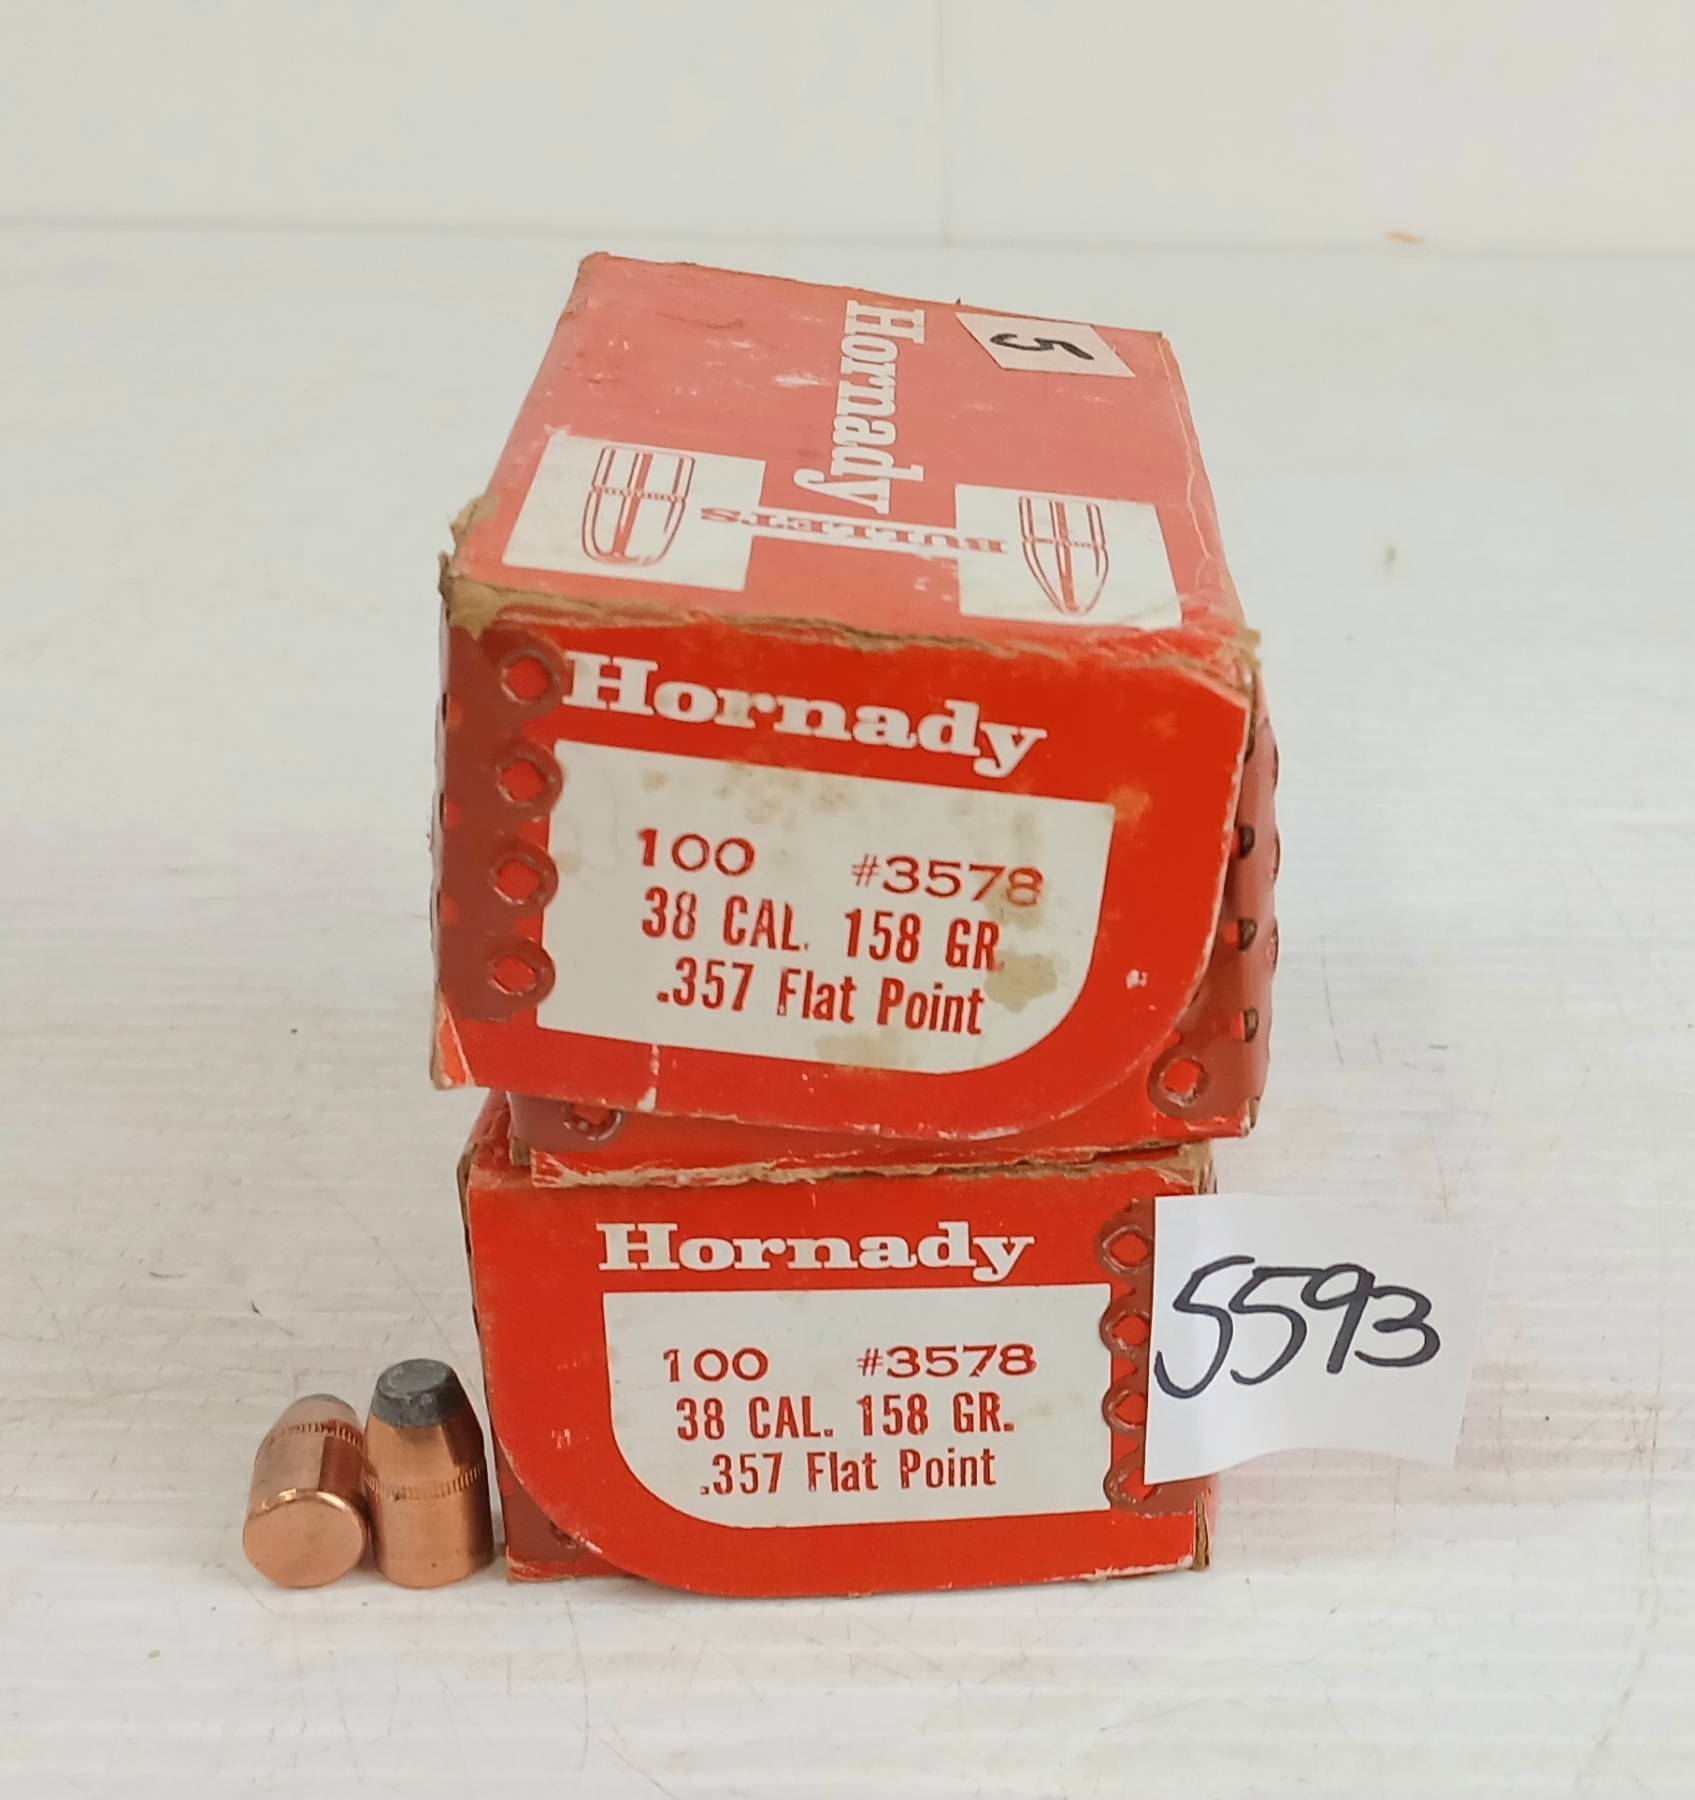 5
Hornady
BULLETS
Hornady
100 #3578
38 CAL. 158 GR.
.357 Flat Point
Hornady
100 #3578
38 CAL. 158 GR.
.357 Flat Point
5593